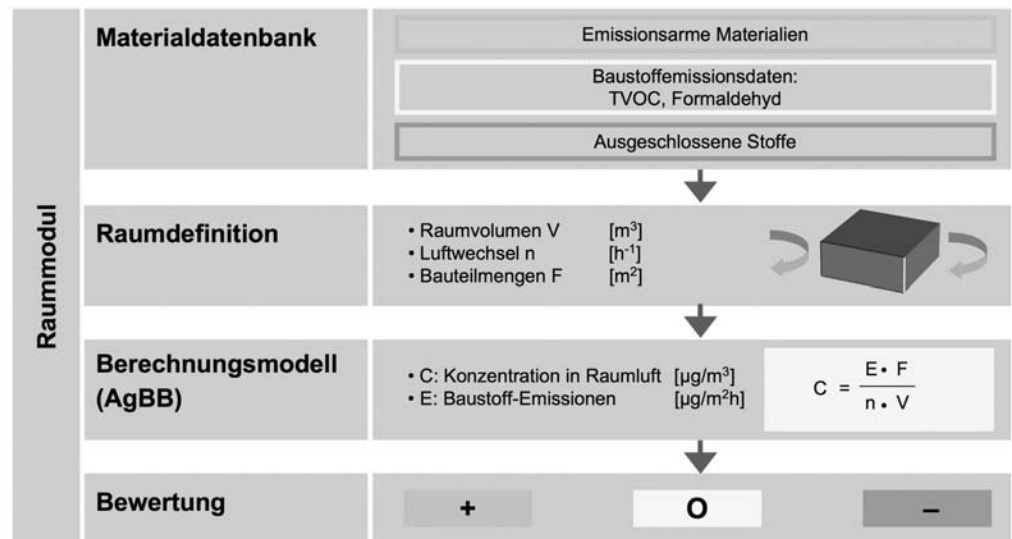 Raummodul
Materialdatenbank
Emissionsarme Materialien
Baustoffemissionsdaten:
TVOC, Formaldehyd
Ausgeschlossene Stoffe
Raumdefinition
• Raumvolumen V [m³]
• Luftwechsel n [h⁻¹]
• Bauteilmengen F [m²]
Berechnungsmodell
(AgBB)
• C: Konzentration in Raumluft [µg/m³]
• E: Baustoff-Emissionen [µg/m²h]
C = E • F
n • V
Bewertung
+ O –